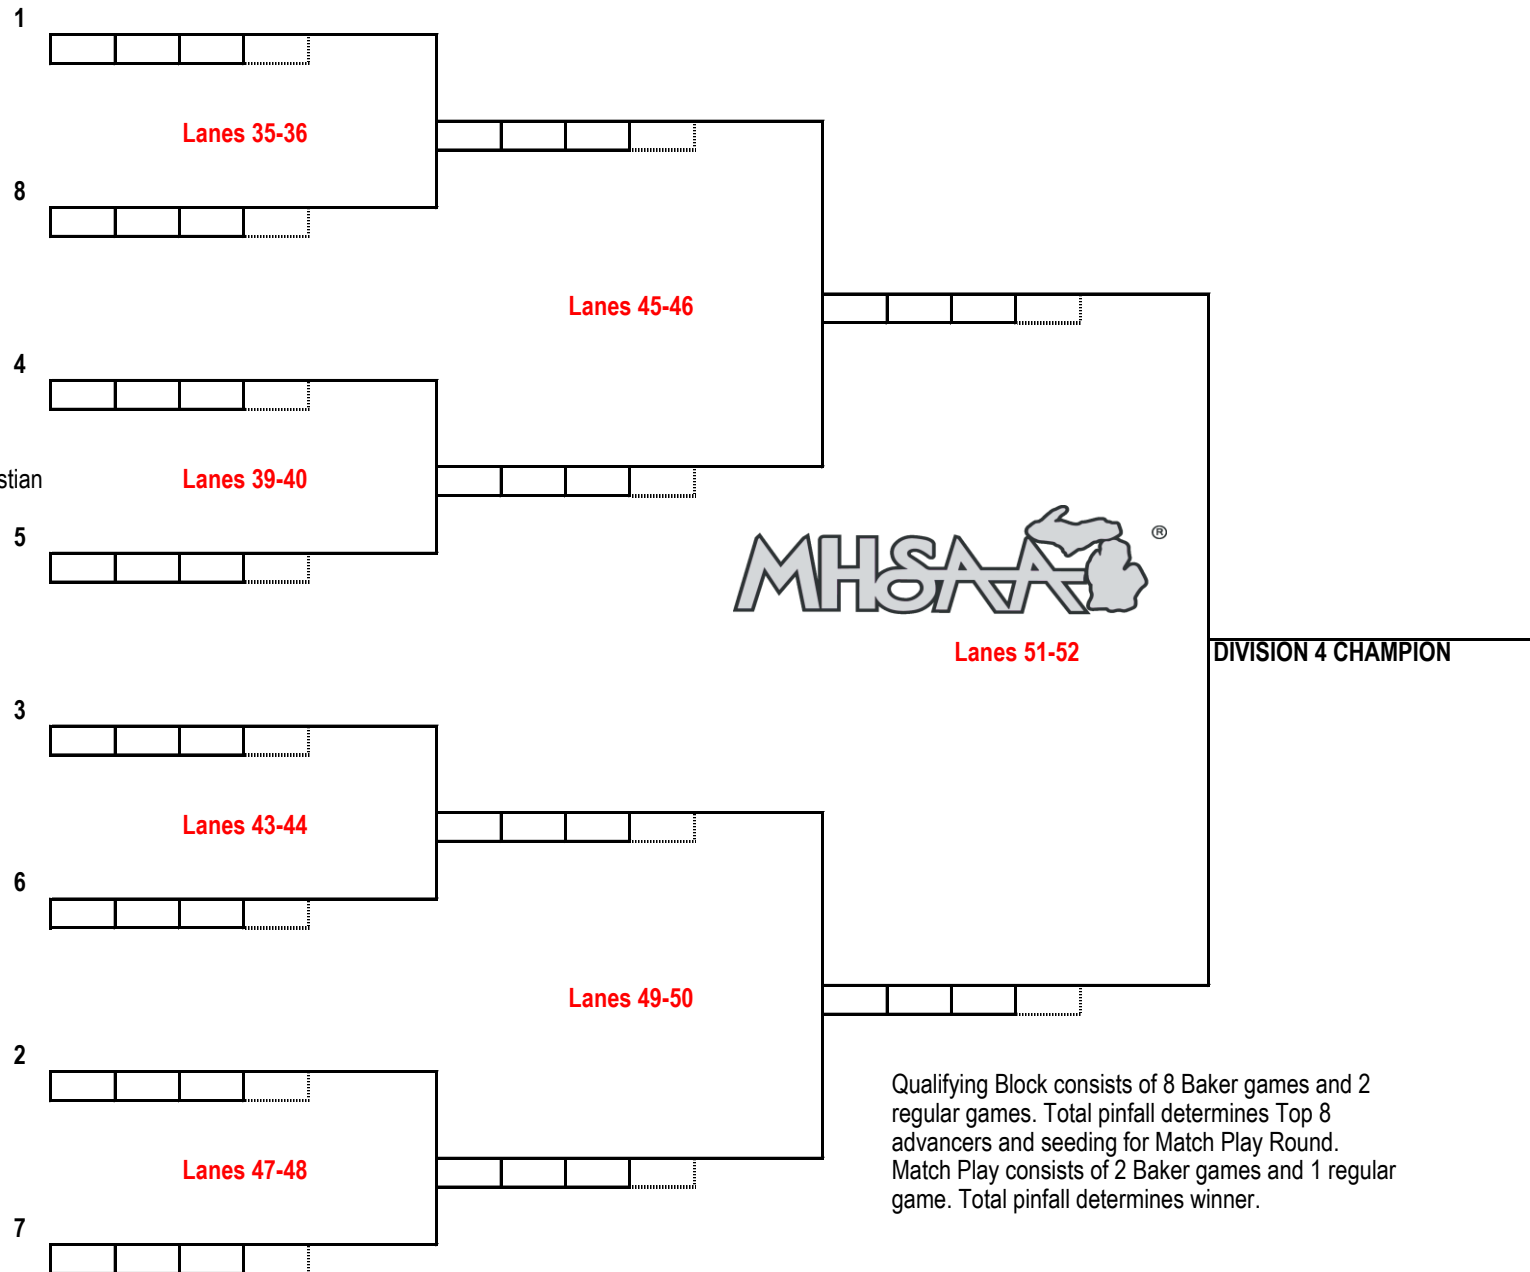 1
Lanes 35-36
8
Lanes 45-46
4
stian
Lanes 39-40
5
MHSAA®
Lanes 51-52
DIVISION 4 CHAMPION
3
Lanes 43-44
6
Lanes 49-50
2
Qualifying Block consists of 8 Baker games and 2
regular games. Total pinfall determines Top 8
advancers and seeding for Match Play Round.
Match Play consists of 2 Baker games and 1 regular
game. Total pinfall determines winner.
Lanes 47-48
7